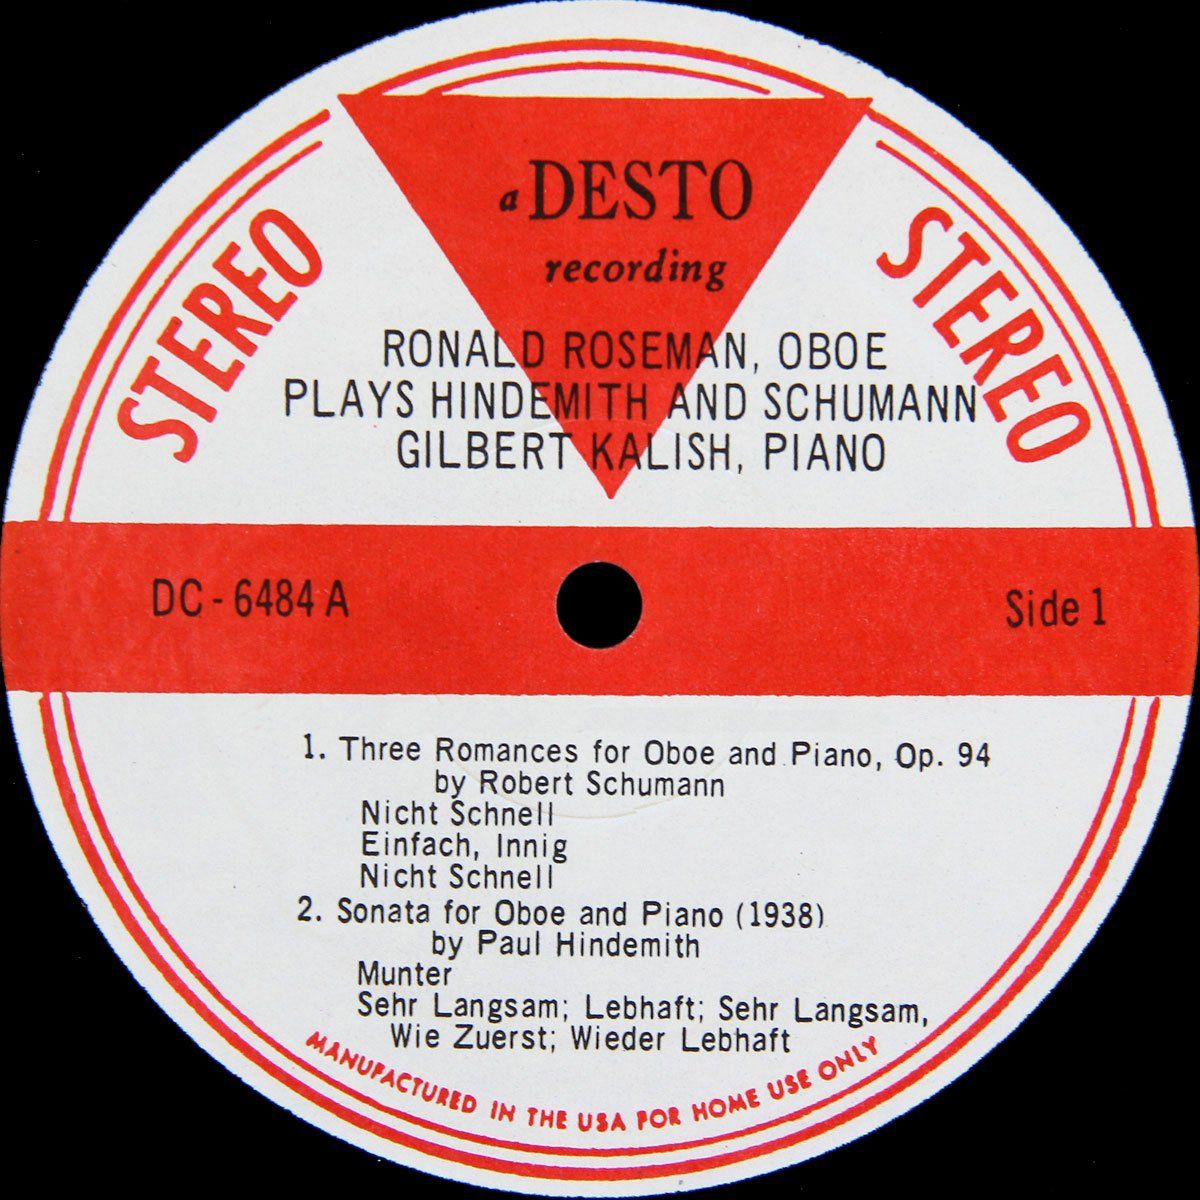 a DESTO
recording
STEREO
STEREO
RONALD ROSEMAN, OBOE
PLAYS HINDEMITH AND SCHUMANN
GILBERT KALISH, PIANO
DC - 6484 A
Side 1
1. Three Romances for Oboe and Piano, Op. 94
by Robert Schumann
Nicht Schnell
Einfach, Innig
Nicht Schnell
2. Sonata for Oboe and Piano (1938)
by Paul Hindemith
Munter
Sehr Langsam; Lebhaft; Sehr Langsam,
Wie Zuerst; Wieder Lebhaft
MANUFACTURED IN THE USA FOR HOME USE ONLY